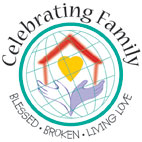 Celebrating Family
BLESSED · BROKEN · LIVING LOVE